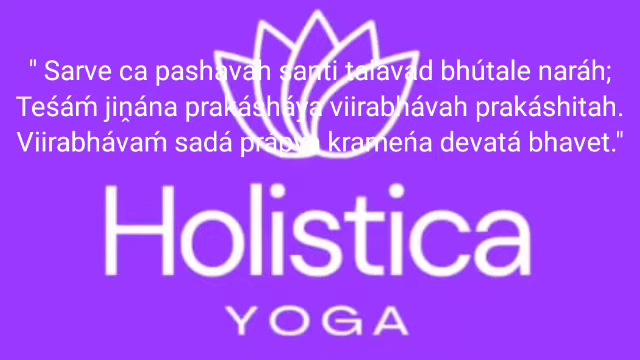 " Sarve ca pashavah santi talavad bhútale naráh;
Teśáḿ jiṋána prakásháya viirabhávah prakáshitah.
Viirabhávaḿ sadá prápya krameńa devatá bhavet."
Holistica
YOGA